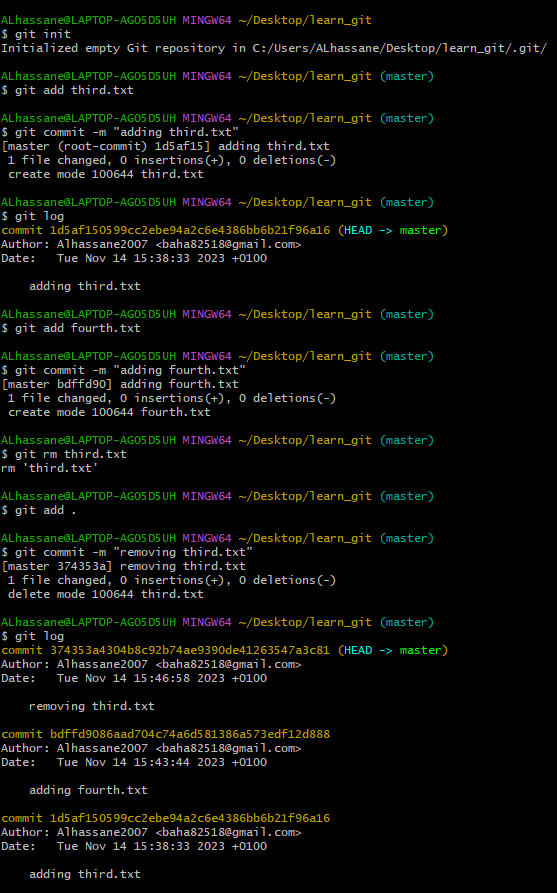 ALhassane@LAPTOP-AGO5D5UH MINGW64 ~/Desktop/learn_git
$ git init
Initialized empty Git repository in C:/Users/ALhassane/Desktop/learn_git/.git/
ALhassane@LAPTOP-AGO5D5UH MINGW64 ~/Desktop/learn_git (master)
$ git add third.txt
ALhassane@LAPTOP-AGO5D5UH MINGW64 ~/Desktop/learn_git (master)
$ git commit -m "adding third.txt"
[master (root-commit) 1d5af15] adding third.txt
 1 file changed, 0 insertions(+), 0 deletions(-)
 create mode 100644 third.txt
ALhassane@LAPTOP-AGO5D5UH MINGW64 ~/Desktop/learn_git (master)
$ git log
commit 1d5af150599cc2ebe94a2c6e4386bb6b21f96a16 (HEAD -> master)
Author: Alhassane2007 <baha82518@gmail.com>
Date:   Tue Nov 14 15:38:33 2023 +0100
    adding third.txt
ALhassane@LAPTOP-AGO5D5UH MINGW64 ~/Desktop/learn_git (master)
$ git add fourth.txt
ALhassane@LAPTOP-AGO5D5UH MINGW64 ~/Desktop/learn_git (master)
$ git commit -m "adding fourth.txt"
[master bdffd90] adding fourth.txt
 1 file changed, 0 insertions(+), 0 deletions(-)
 create mode 100644 fourth.txt
ALhassane@LAPTOP-AGO5D5UH MINGW64 ~/Desktop/learn_git (master)
$ git rm third.txt
rm 'third.txt'
ALhassane@LAPTOP-AGO5D5UH MINGW64 ~/Desktop/learn_git (master)
$ git add .
ALhassane@LAPTOP-AGO5D5UH MINGW64 ~/Desktop/learn_git (master)
$ git commit -m "removing third.txt"
[master 374353a] removing third.txt
 1 file changed, 0 insertions(+), 0 deletions(-)
 delete mode 100644 third.txt
ALhassane@LAPTOP-AGO5D5UH MINGW64 ~/Desktop/learn_git (master)
$ git log
commit 374353a4304b8c92b74ae9390de41263547a3c81 (HEAD -> master)
Author: Alhassane2007 <baha82518@gmail.com>
Date:   Tue Nov 14 15:46:58 2023 +0100
    removing third.txt
commit bdffd9086aad704c74a6d581386a573edf12d888
Author: Alhassane2007 <baha82518@gmail.com>
Date:   Tue Nov 14 15:43:44 2023 +0100
    adding fourth.txt
commit 1d5af150599cc2ebe94a2c6e4386bb6b21f96a16
Author: Alhassane2007 <baha82518@gmail.com>
Date:   Tue Nov 14 15:38:33 2023 +0100
    adding third.txt